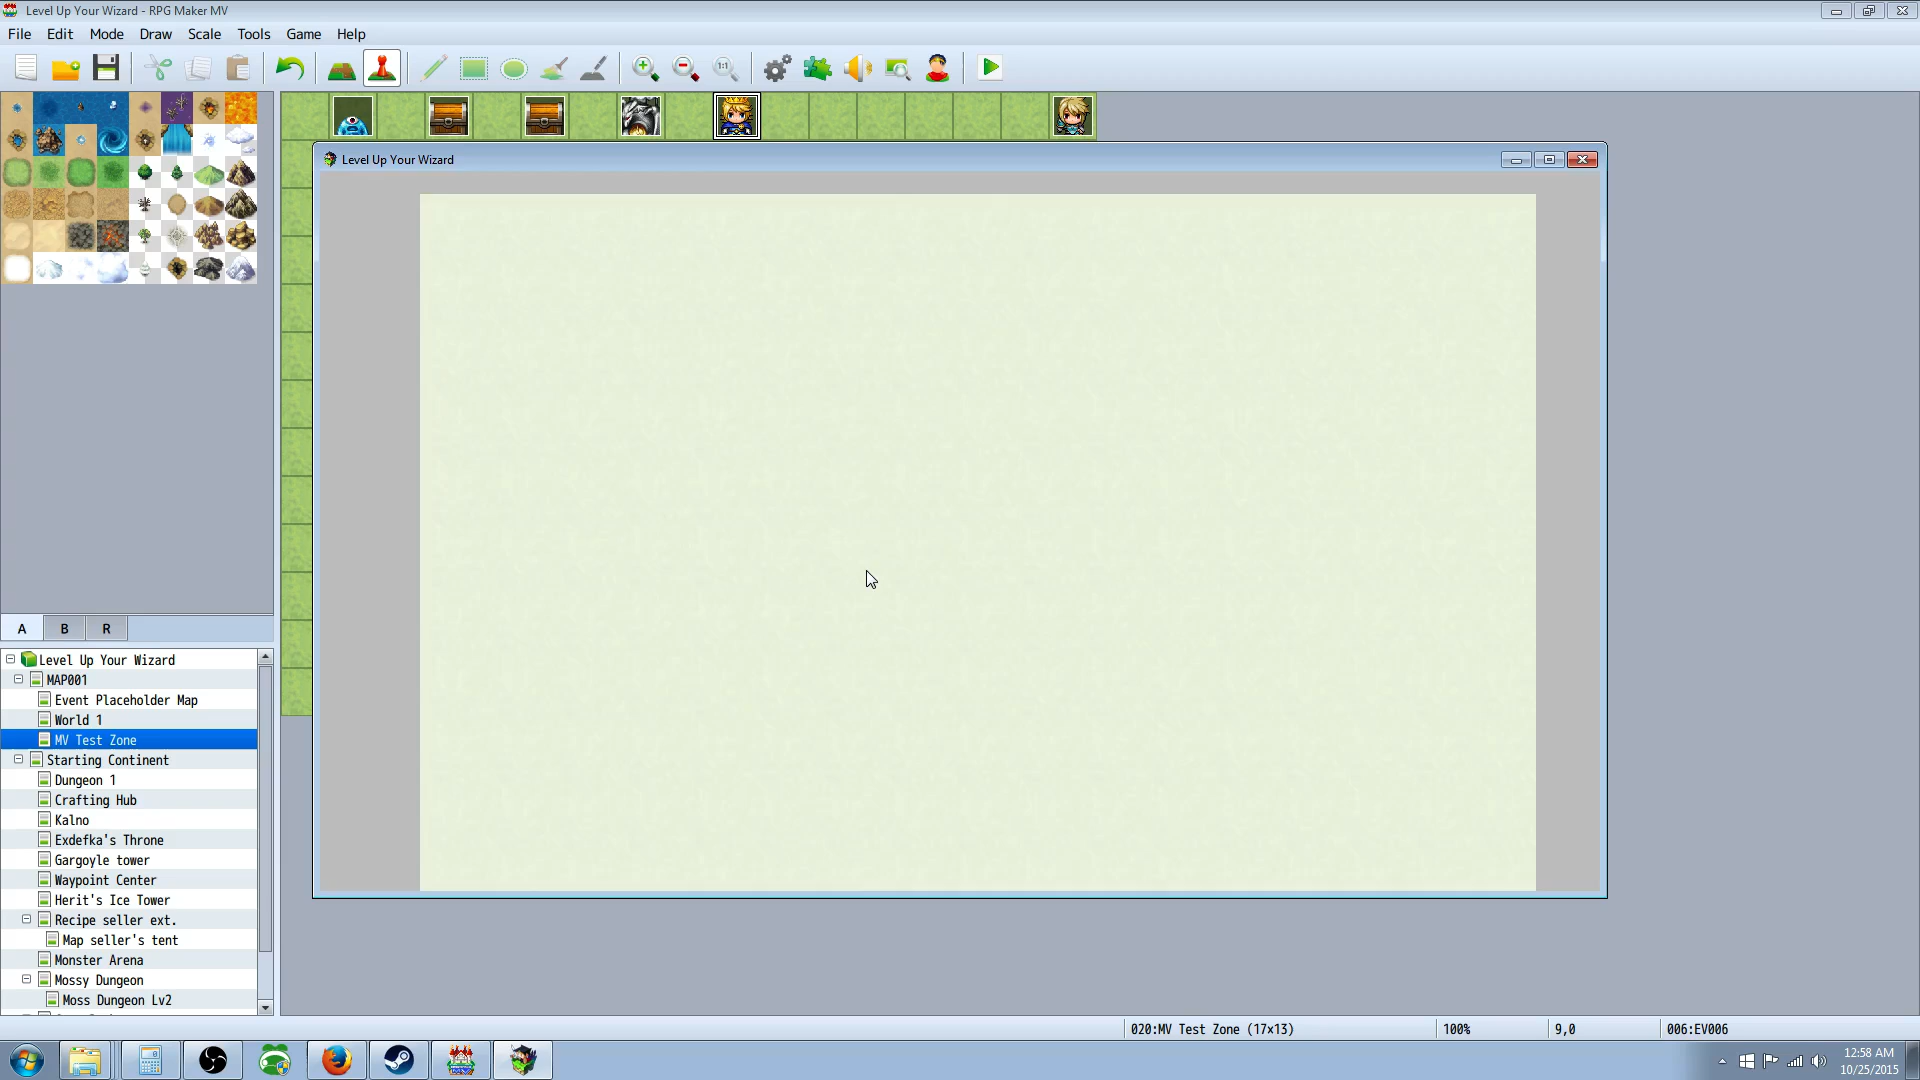 Level Up Your Wizard - RPG Maker MV
File Edit Mode Draw Scale Tools Game Help
1:1
Level Up Your Wizard
A B R
Level Up Your Wizard
MAP001
Event Placeholder Map
World 1
MV Test Zone
Starting Continent
Dungeon 1
Crafting Hub
Kalno
Exdefka's Throne
Gargoyle tower
Waypoint Center
Herit's Ice Tower
Recipe seller ext.
Map seller's tent
Monster Arena
Mossy Dungeon
Moss Dungeon Lv2
020:MV Test Zone (17x13) 100% 9,0 006:EV006
12:58 AM
10/25/2015